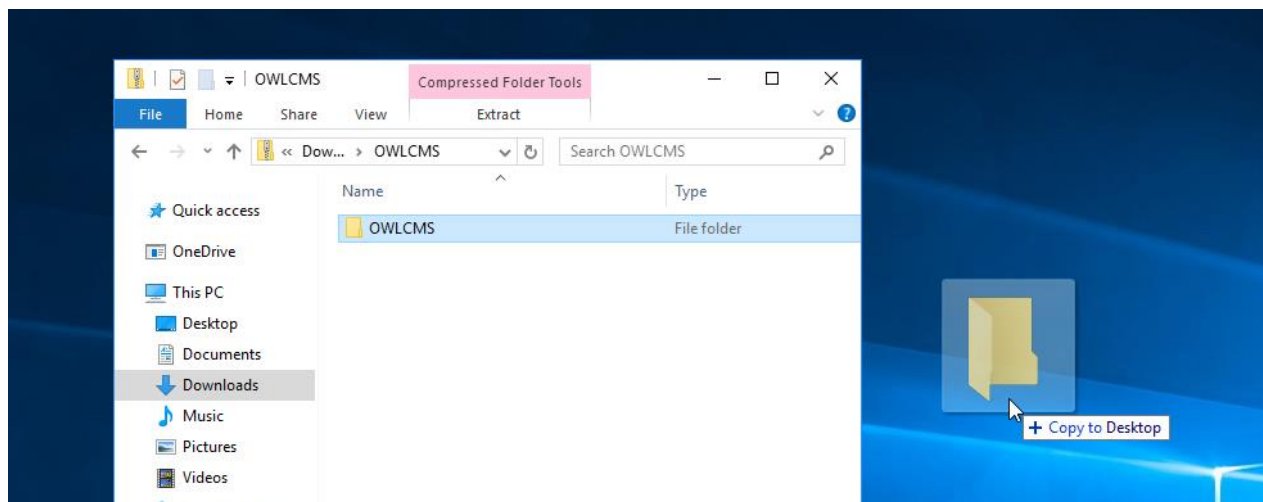 OWLCMS
Compressed Folder Tools
File Home Share View Extract
« Dow... › OWLCMS Search OWLCMS
Name Type
Quick access
OWLCMS File folder
OneDrive
This PC
Desktop
Documents
Downloads
Music
Pictures
Videos
+ Copy to Desktop